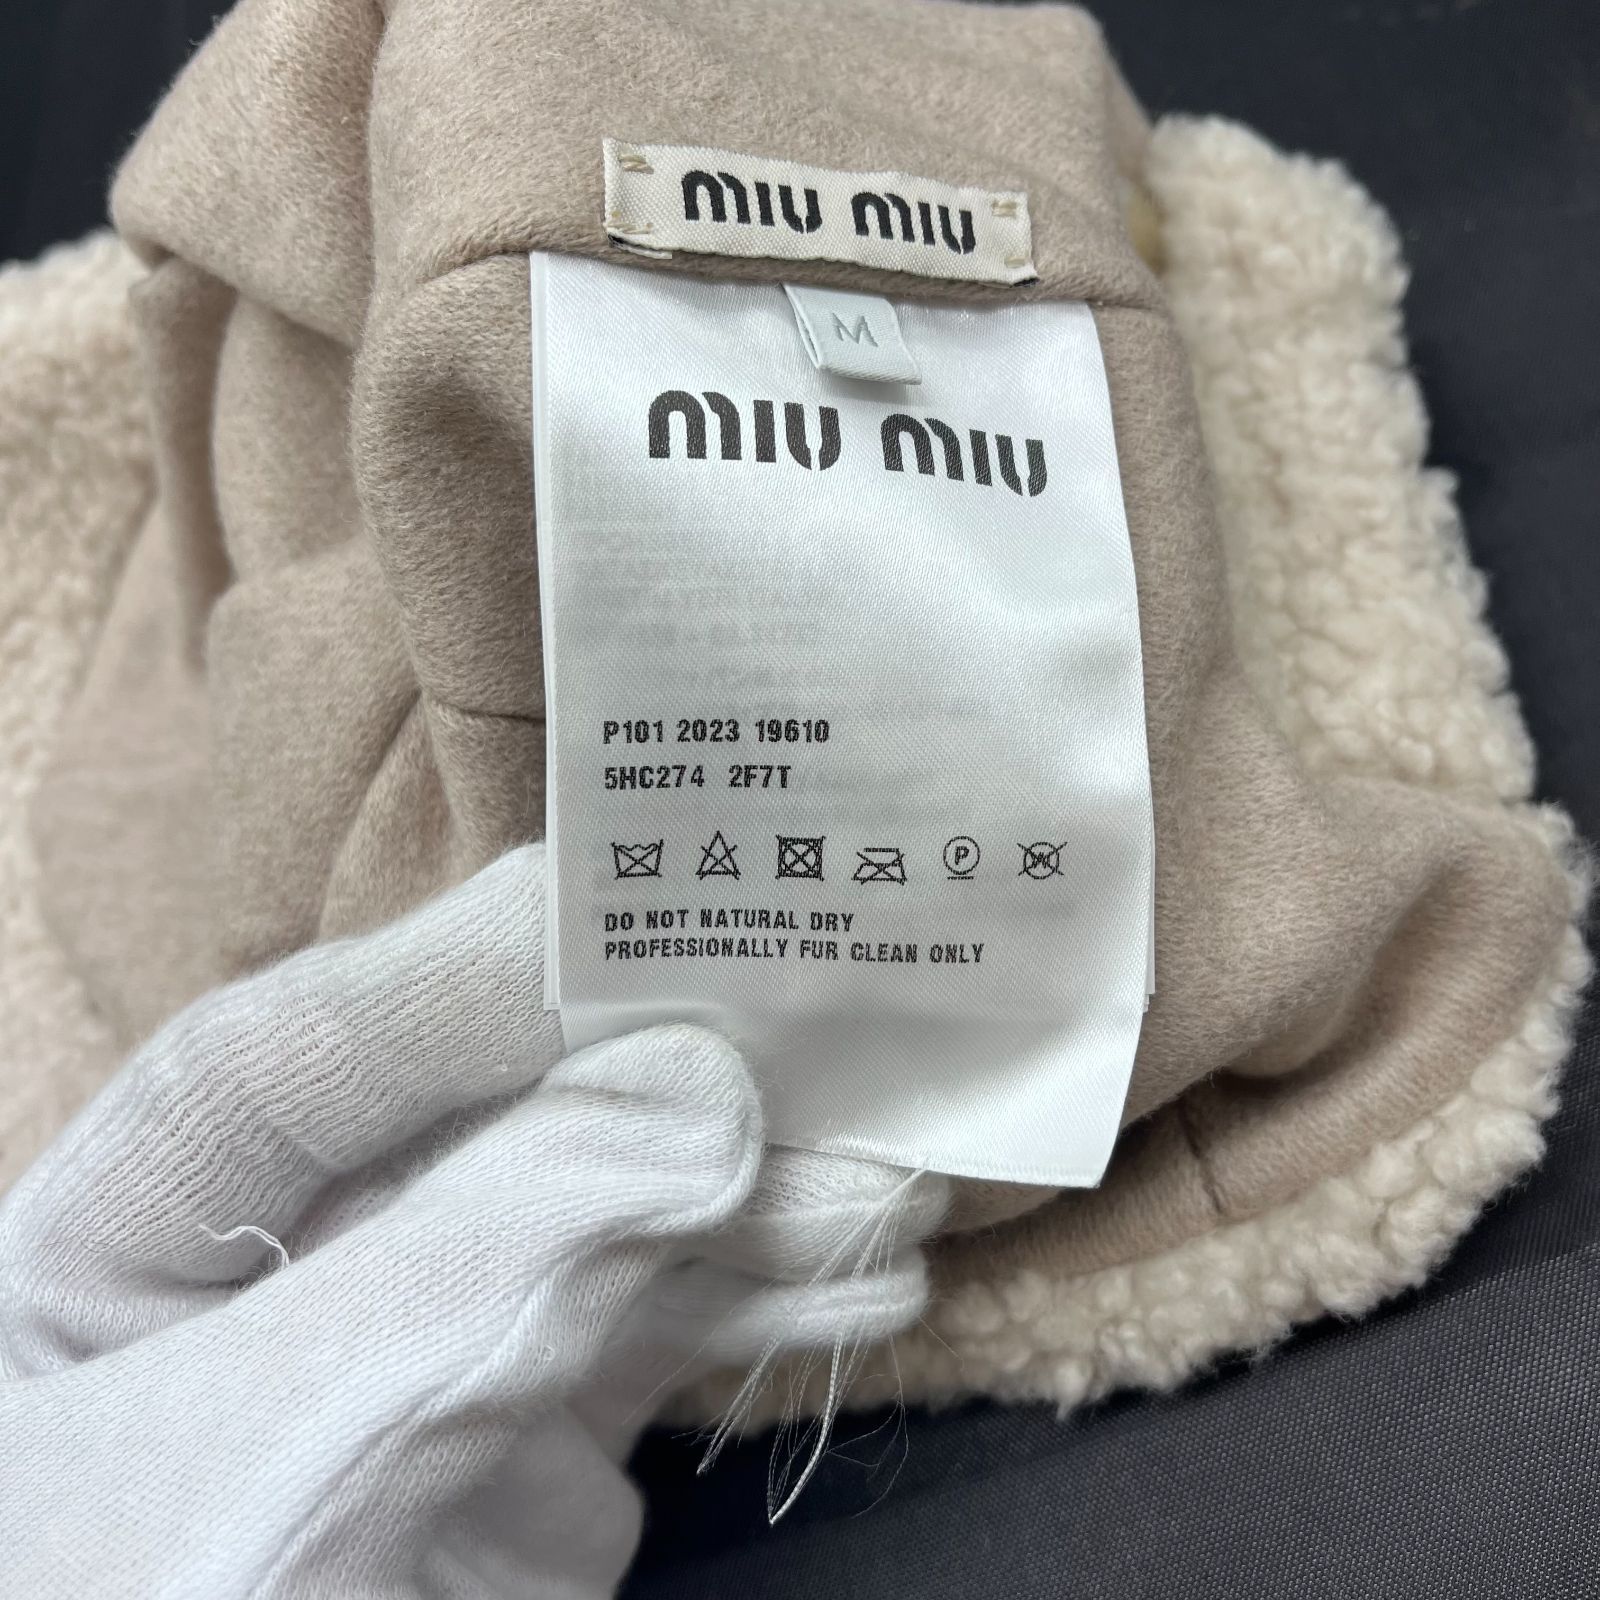 miu miu
M
miu miu
P101 2023 19610
5HC274 2F7T
P
W
DO NOT NATURAL DRY
PROFESSIONALLY FUR CLEAN ONLY